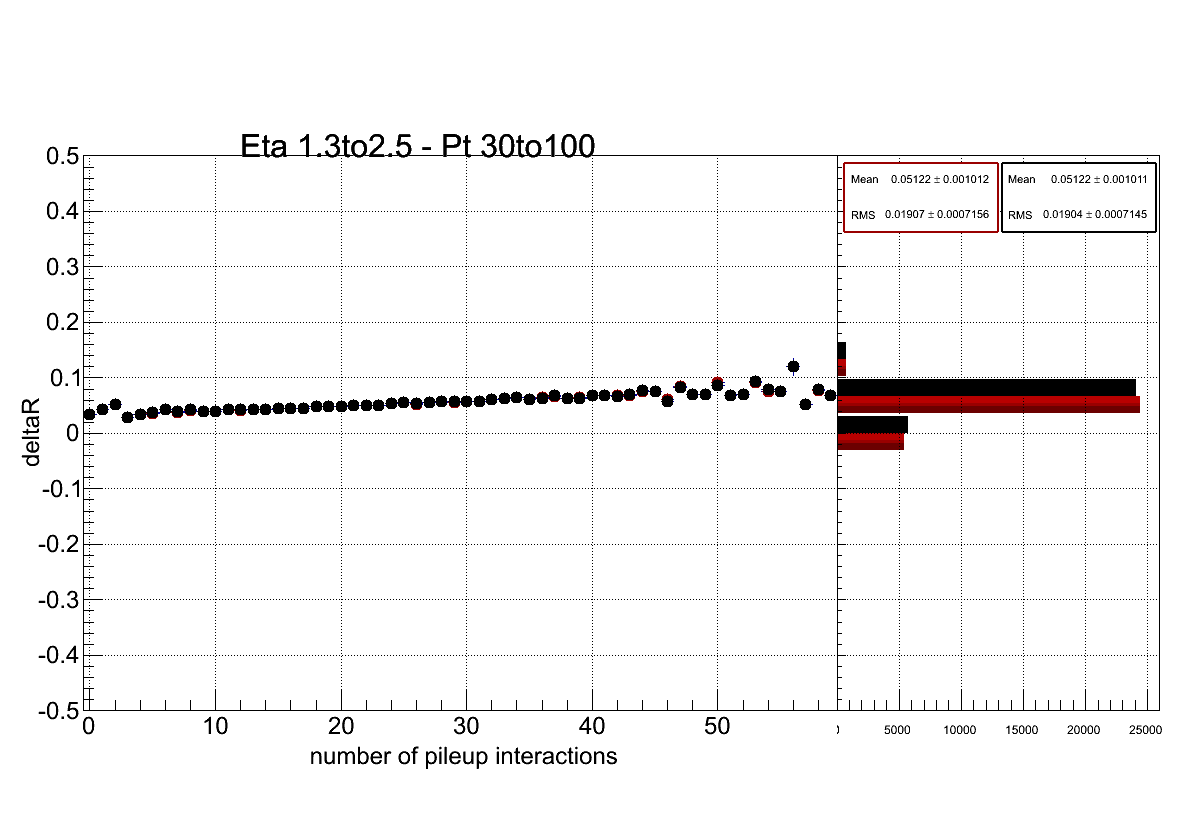 Eta 1.3to2.5 - Pt 30to100
0.5
0.4
0.3
0.2
0.1
0
-0.1
-0.2
-0.3
-0.4
-0.5
deltaR
0 10 20 30 40 50
number of pileup interactions
Mean 0.05122 ± 0.001012
RMS 0.01907 ± 0.0007156
Mean 0.05122 ± 0.001011
RMS 0.01904 ± 0.0007145
5000 10000 15000 20000 25000